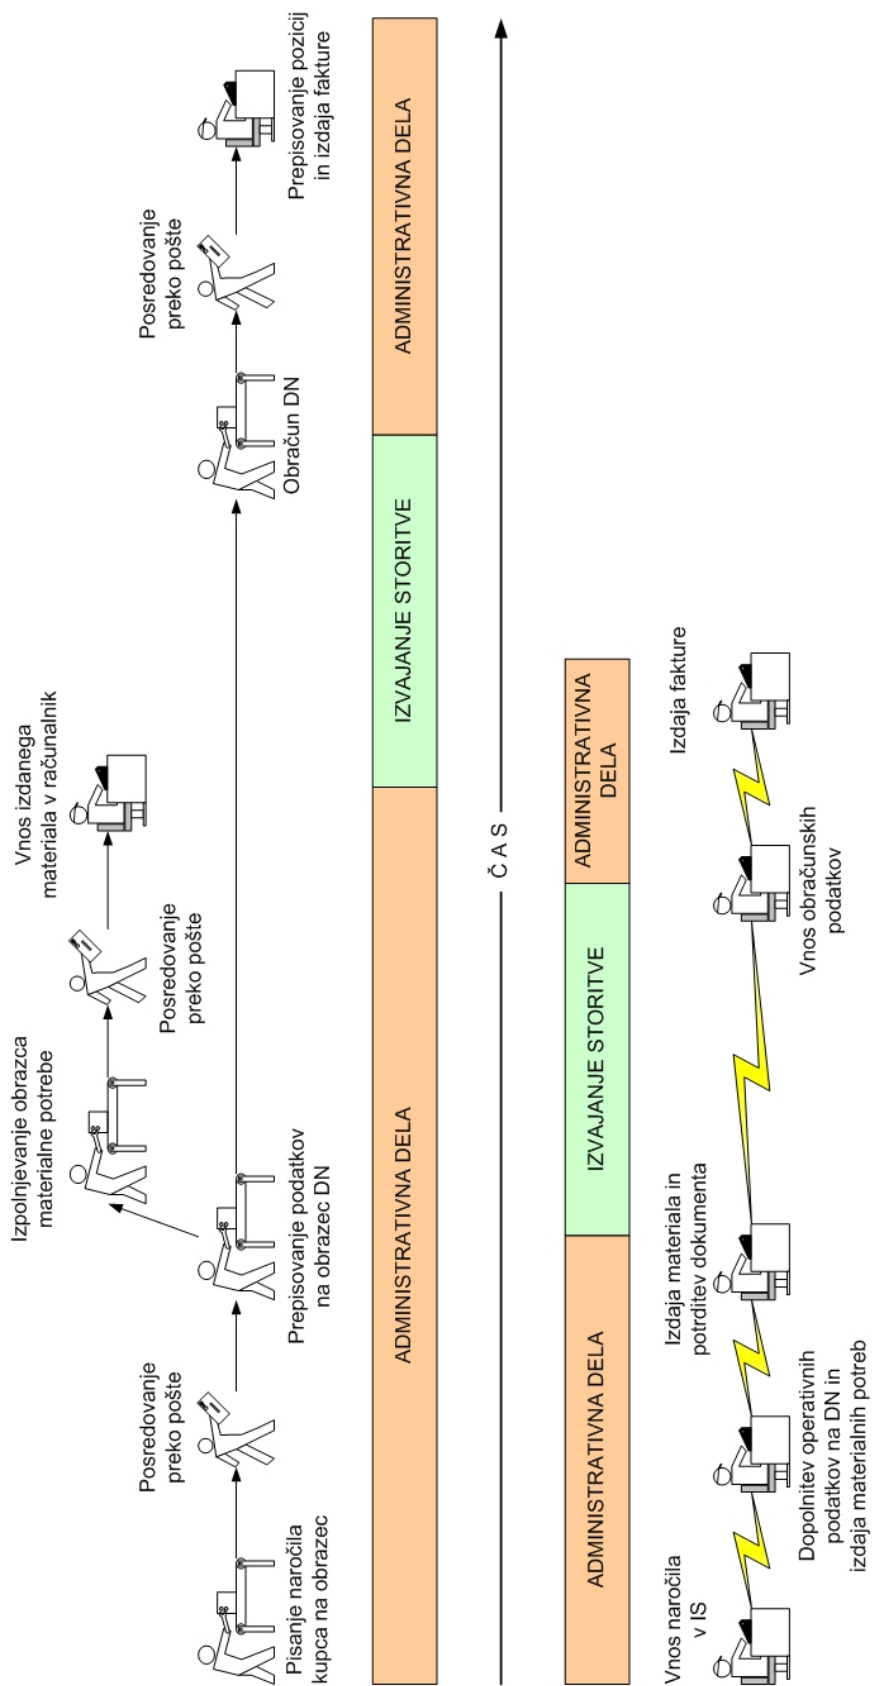 Vnos izdanega
materiala v računalnik
Izpolnjevanje obrazca
materialne potrebe
Posredovanje
preko pošte
Pisanje naročila
kupca na obrazec
Posredovanje
preko pošte
Prepisovanje podatkov
na obrazec DN
Obračun DN
Posredovanje
preko pošte
Prepisovanje pozicij
in izdaja fakture
ADMINISTRATIVNA DELA
IZVAJANJE STORITVE
ADMINISTRATIVNA DELA
Č A S
ADMINISTRATIVNA DELA
IZVAJANJE STORITVE
ADMINISTRATIVNA
DELA
Vnos naročila
v IS
Dopolnitev operativnih
podatkov na DN in
izdaja materialnih potreb
Izdaja materiala in
potrditev dokumenta
Vnos obračunskih
podatkov
Izdaja fakture